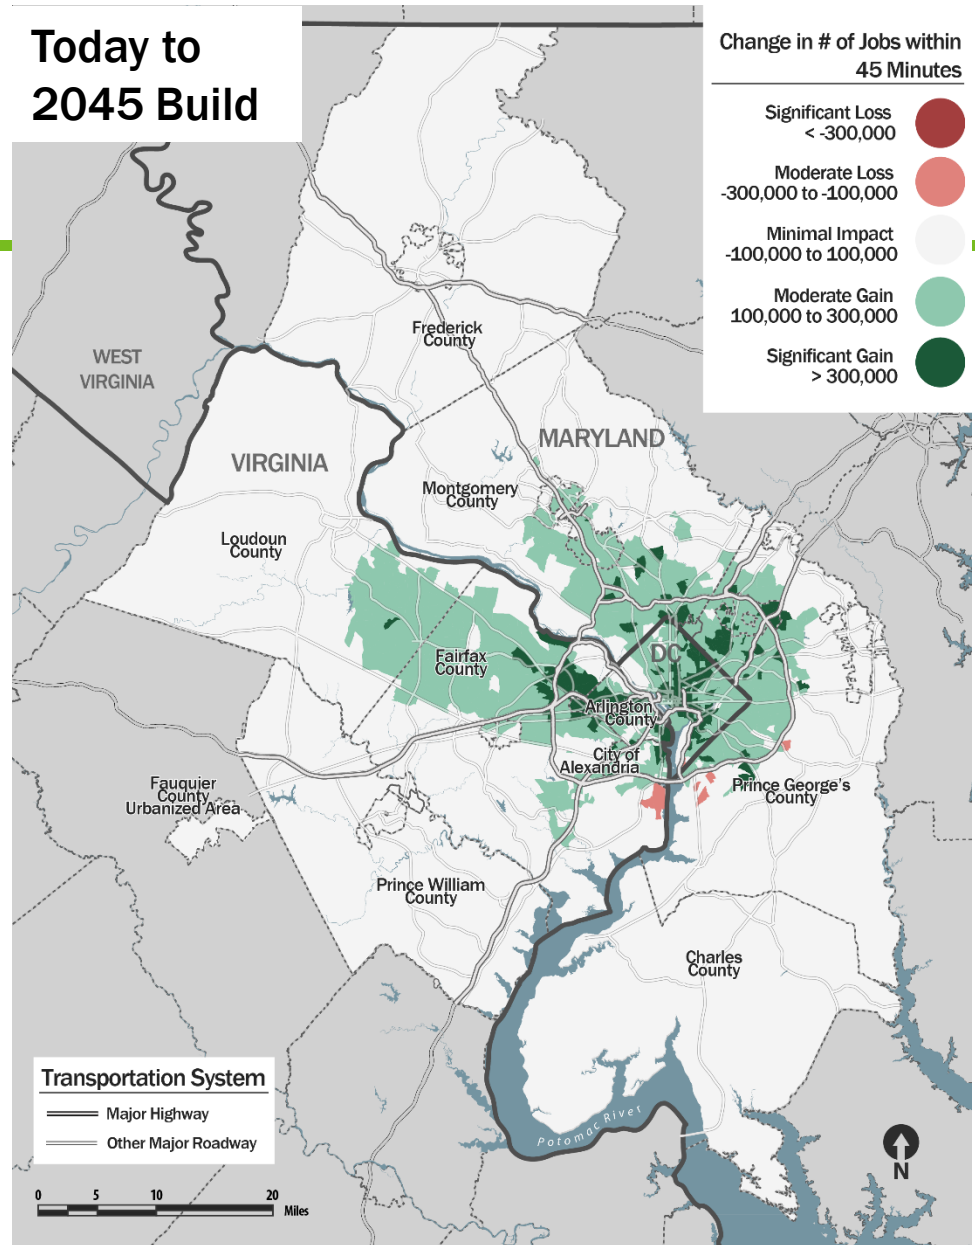 Today to
2045 Build
Change in # of Jobs within
45 Minutes
Significant Loss
< -300,000
Moderate Loss
-300,000 to -100,000
Minimal Impact
-100,000 to 100,000
Moderate Gain
100,000 to 300,000
Significant Gain
> 300,000
WEST
VIRGINIA
Frederick
County
MARYLAND
VIRGINIA
Montgomery
County
Loudoun
County
DC
Fairfax
County
Arlington
County
City of
Alexandria
Prince George's
County
Fauquier
County
Urbanized Area
Prince William
County
Charles
County
Potomac River
Transportation System
Major Highway
Other Major Roadway
0 5 10 20
Miles
N